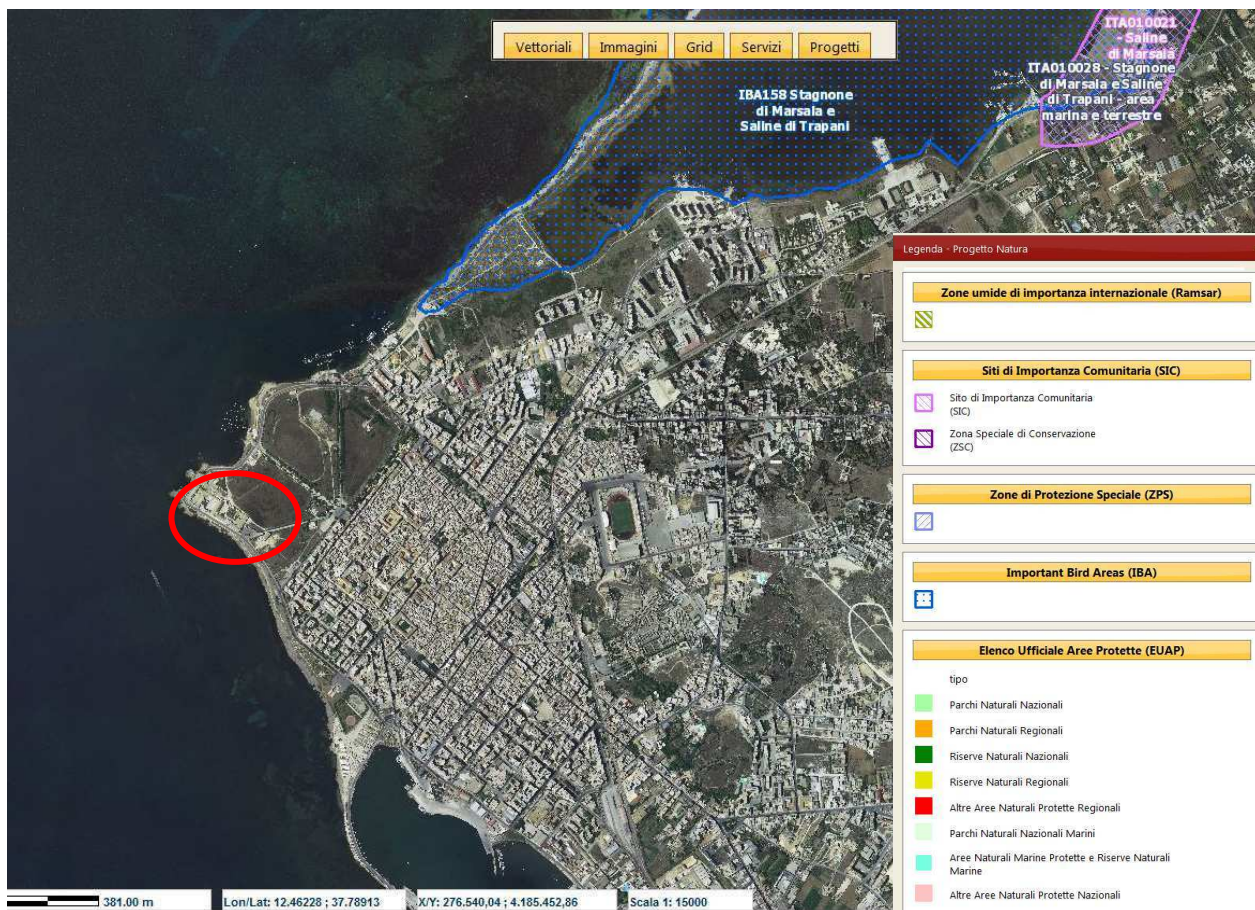 Vettoriali Immagini Grid Servizi Progetti
ITA010021
- Saline
di Marsala
ITA010028 - Stagnone
di Marsala e Saline
di Trapani - area
marina e terrestre
IBA158 Stagnone
di Marsala e
Saline di Trapani
Legenda - Progetto Natura
Zone umide di importanza internazionale (Ramsar)
Siti di Importanza Comunitaria (SIC)
Sito di Importanza Comunitaria
(SIC)
Zona Speciale di Conservazione
(ZSC)
Zone di Protezione Speciale (ZPS)
Important Bird Areas (IBA)
Elenco Ufficiale Aree Protette (EUAP)
tipo
Parchi Naturali Nazionali
Parchi Naturali Regionali
Riserve Naturali Nazionali
Riserve Naturali Regionali
Altre Aree Naturali Protette Regionali
Parchi Naturali Nazionali Marini
Aree Naturali Marine Protette e Riserve Naturali
Marine
Altre Aree Naturali Protette Nazionali
381.00 m
Lon/Lat: 12.46228 ; 37.78913
X/Y: 276.540,04 ; 4.185.452,86
Scala 1: 15000